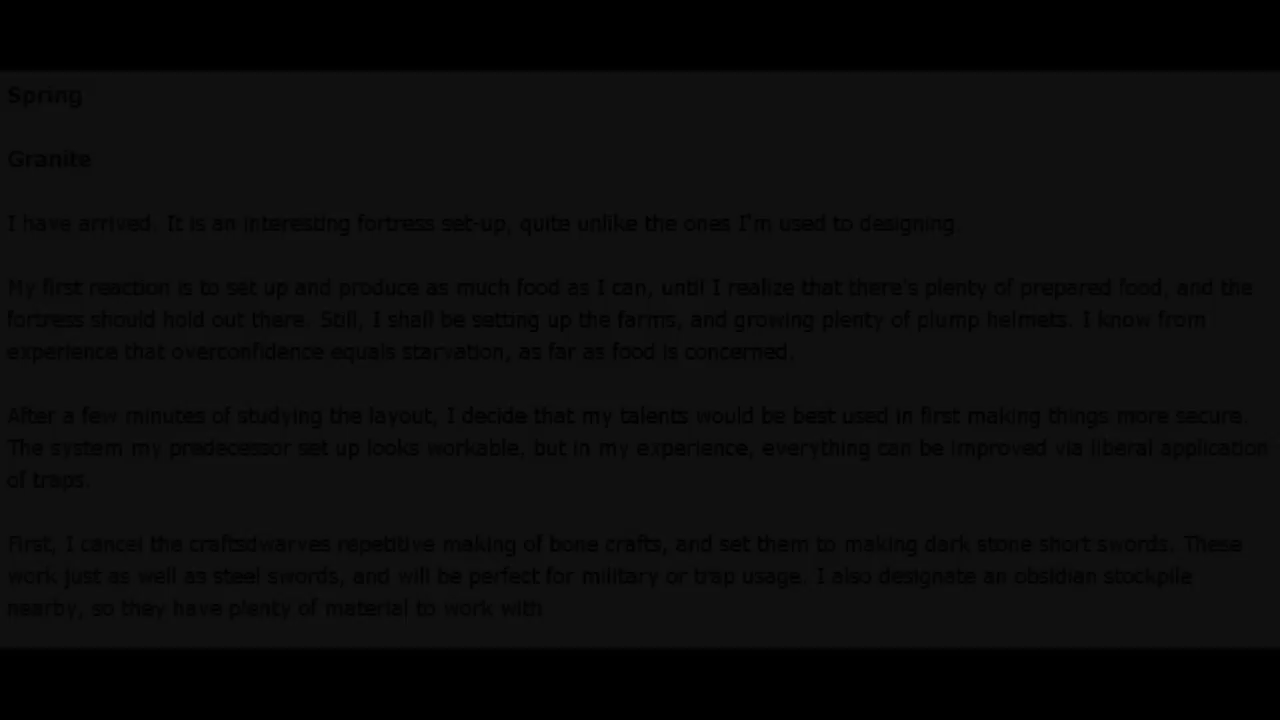 Spring
Granite
I have arrived. It is an interesting fortress set-up, quite unlike the ones I'm used to designing.
My first reaction is to set up and produce as much food as I can, until I realize that there's plenty of prepared food, and the
fortress should hold out there. Still, I shall be setting up the farms, and growing plenty of plump helmets. I know from
experience that overconfidence equals starvation, as far as food is concerned.
After a few minutes of studying the layout, I decide that my talents would be best used in first making things more secure.
The system my predecessor set up looks workable, but in my experience, everything can be improved via liberal application
of traps.
First, I cancel the craftsdwarves repetitive making of bone crafts, and set them to making dark stone short swords. These
work just as well as steel swords, and will be perfect for military or trap usage. I also designate an obsidian stockpile
nearby, so they have plenty of material to work with